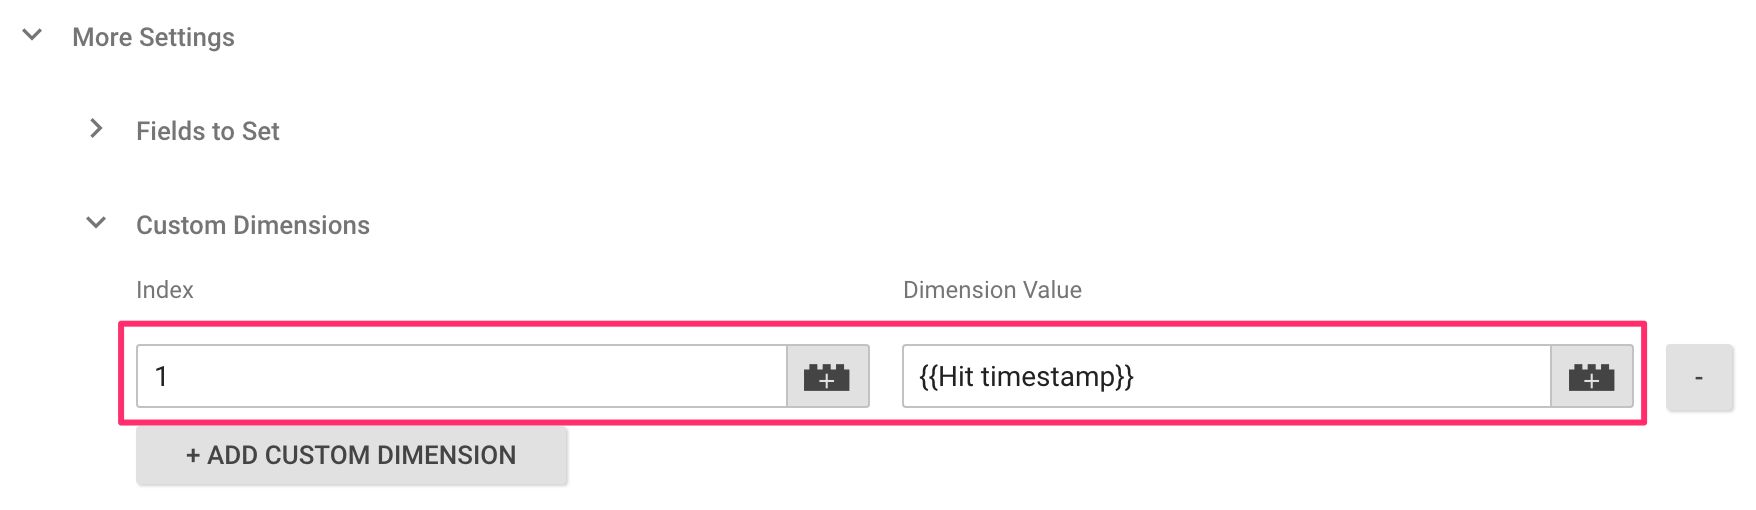 More Settings
Fields to Set
Custom Dimensions
Index Dimension Value
1 {{Hit timestamp}} -
+ ADD CUSTOM DIMENSION